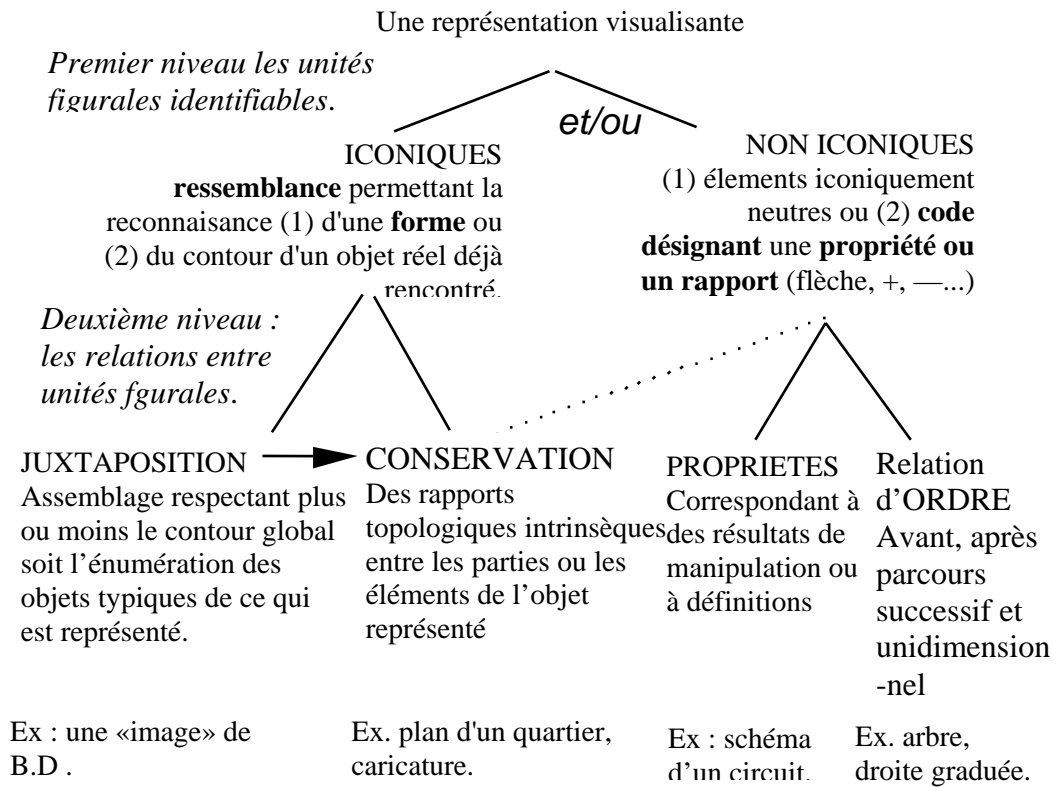 Une représentation visualisante
Premier niveau les unités
figurales identifiables.
et/ou
ICONIQUES
ressemblance permettant la
reconnaisance (1) d'une forme ou
(2) du contour d'un objet réel déjà
rencontré.
NON ICONIQUES
(1) élements iconiquement
neutres ou (2) code
désignant une propriété ou
un rapport (flèche, +, —...)
Deuxième niveau :
les relations entre
unités fgurales.
JUXTAPOSITION
Assemblage respectant plus
ou moins le contour global
soit l’énumération des
objets typiques de ce qui
est représenté.
CONSERVATION
Des rapports
topologiques intrinsèques
entre les parties ou les
éléments de l’objet
représenté
PROPRIETES
Correspondant à
des résultats de
manipulation ou
à définitions
Relation
d’ORDRE
Avant, après
parcours
successif et
unidimension
-nel
Ex : une «image» de
B.D .
Ex. plan d'un quartier,
caricature.
Ex : schéma
d’un circuit.
Ex. arbre,
droite graduée.